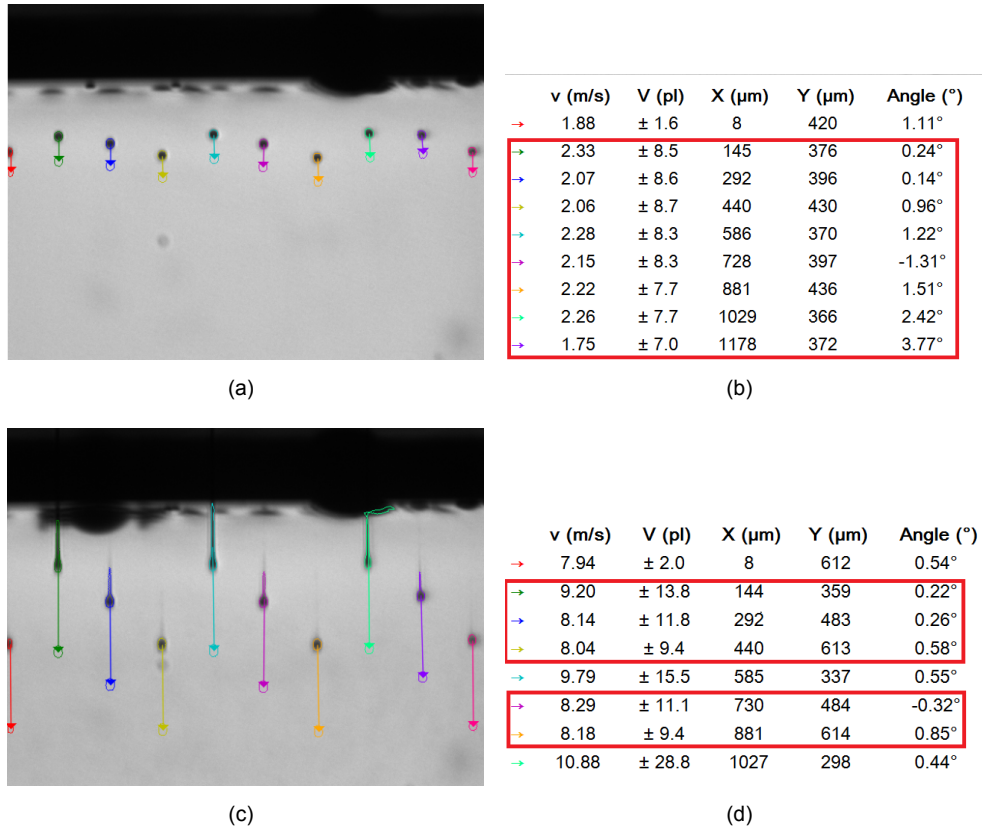 v (m/s) V (pl) X (µm) Y (µm) Angle (°)
→ 1.88 ± 1.6 8 420 1.11°
→ 2.33 ± 8.5 145 376 0.24°
→ 2.07 ± 8.6 292 396 0.14°
→ 2.06 ± 8.7 440 430 0.96°
→ 2.28 ± 8.3 586 370 1.22°
→ 2.15 ± 8.3 728 397 -1.31°
→ 2.22 ± 7.7 881 436 1.51°
→ 2.26 ± 7.7 1029 366 2.42°
→ 1.75 ± 7.0 1178 372 3.77°
(a) (b)
v (m/s) V (pl) X (µm) Y (µm) Angle (°)
→ 7.94 ± 2.0 8 612 0.54°
→ 9.20 ± 13.8 144 359 0.22°
→ 8.14 ± 11.8 292 483 0.26°
→ 8.04 ± 9.4 440 613 0.58°
→ 9.79 ± 15.5 585 337 0.55°
→ 8.29 ± 11.1 730 484 -0.32°
→ 8.18 ± 9.4 881 614 0.85°
→ 10.88 ± 28.8 1027 298 0.44°
(c) (d)